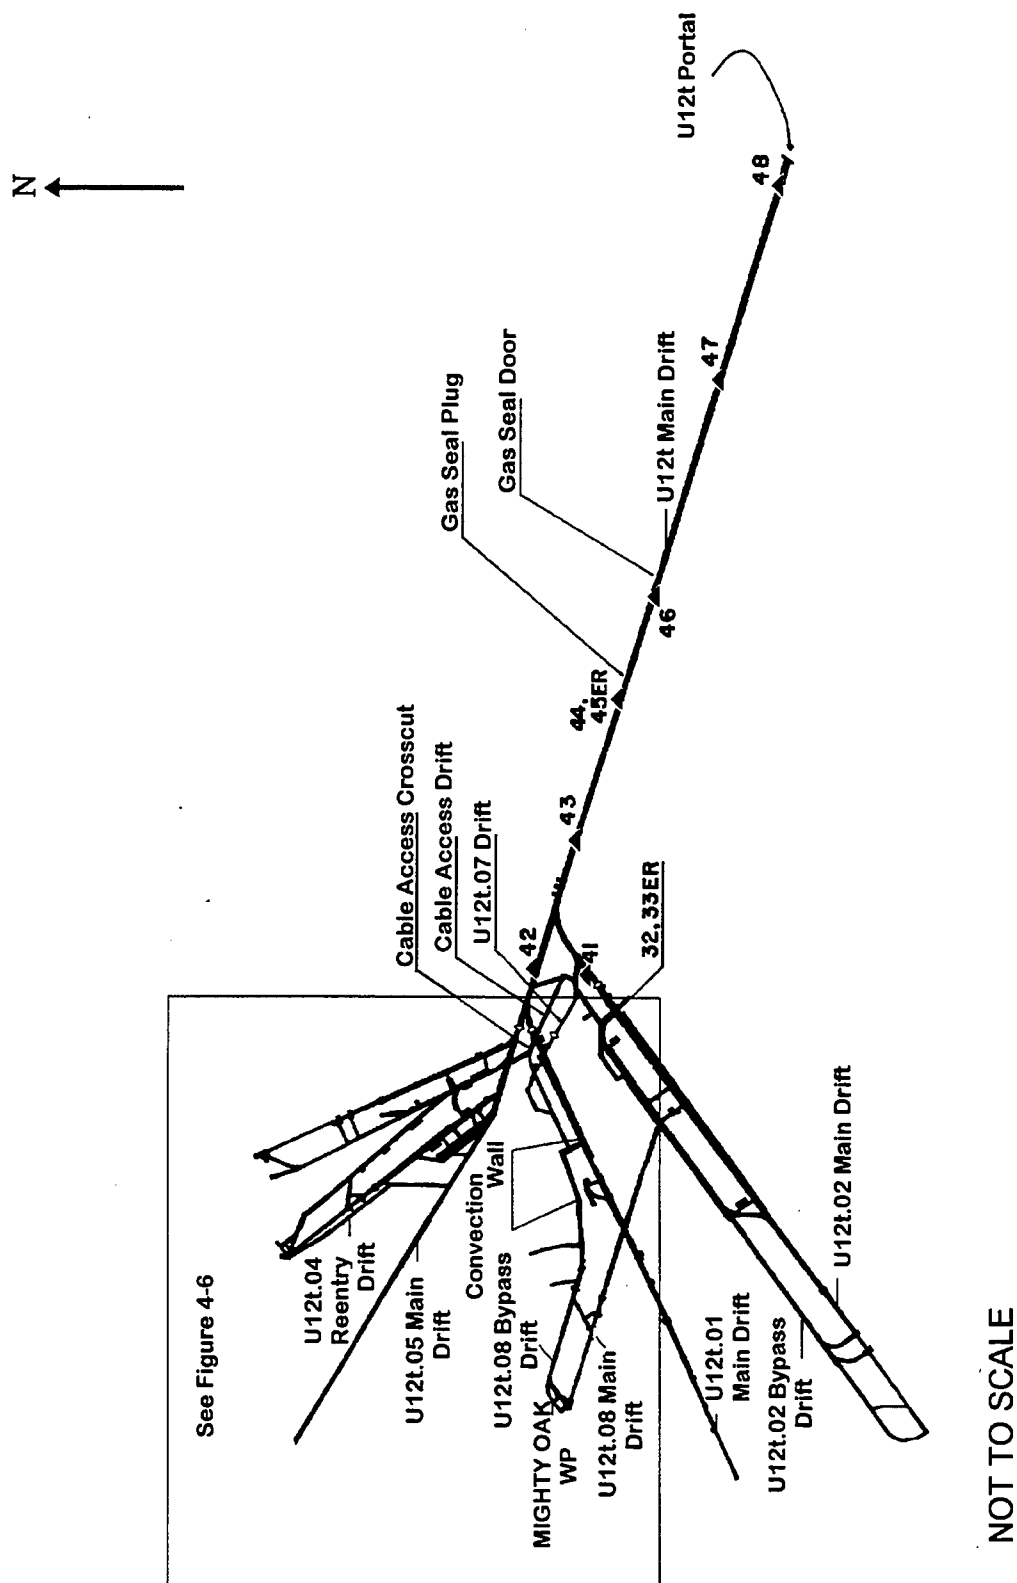 N
U12t Portal
48
47
Gas Seal Door
U12t Main Drift
Gas Seal Plug
46
44,
45ER
43
Cable Access Crosscut
Cable Access Drift
U12t.07 Drift
42
41
32,33ER
See Figure 4-6
U12t.04
Reentry
Drift
U12t.05 Main
Drift
Convection
Wall
U12t.08 Bypass
Drift
MIGHTY OAK
WP
U12t.08 Main
Drift
U12t.01
Main Drift
U12t.02 Bypass
Drift
U12t.02 Main Drift
NOT TO SCALE